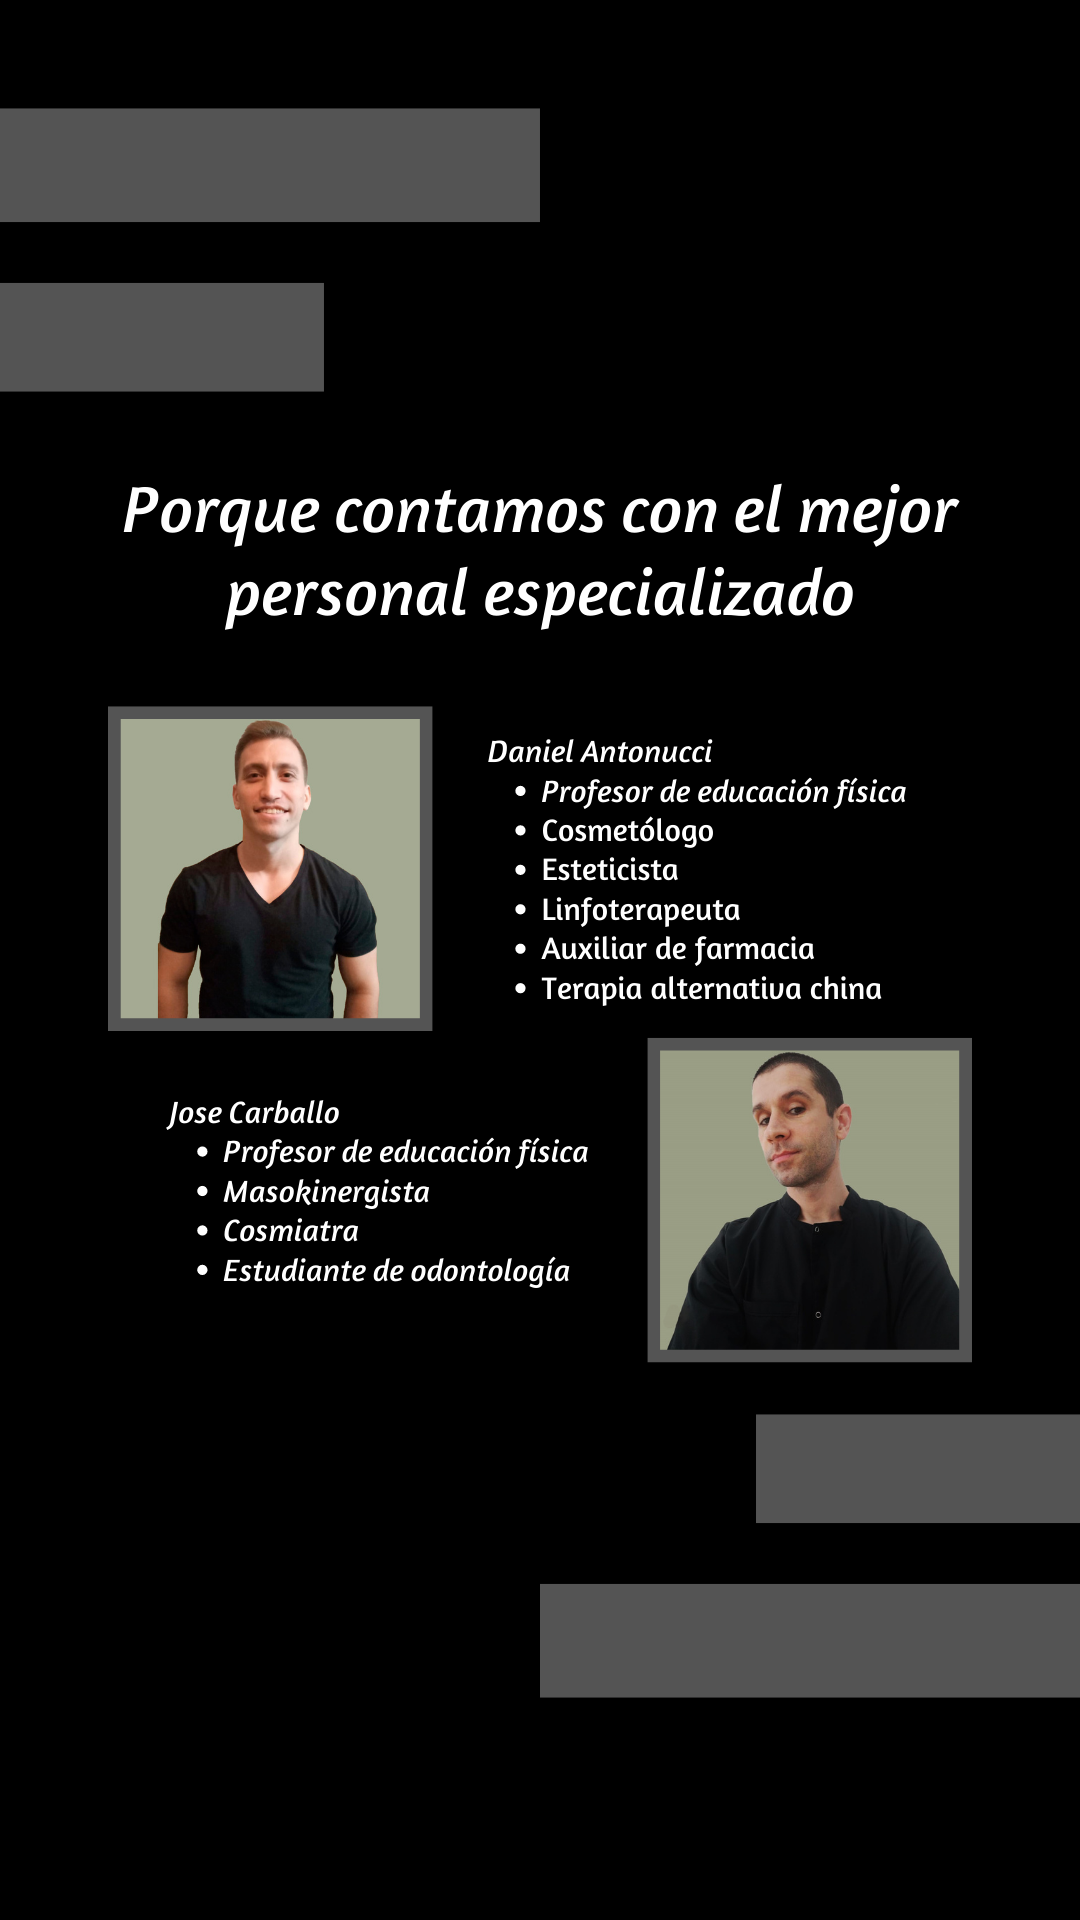 Porque contamos con el mejor
personal especializado
Daniel Antonucci
• Profesor de educación física
• Cosmetólogo
• Esteticista
• Linfoterapeuta
• Auxiliar de farmacia
• Terapia alternativa china
Jose Carballo
• Profesor de educación física
• Masokinergista
• Cosmiatra
• Estudiante de odontología